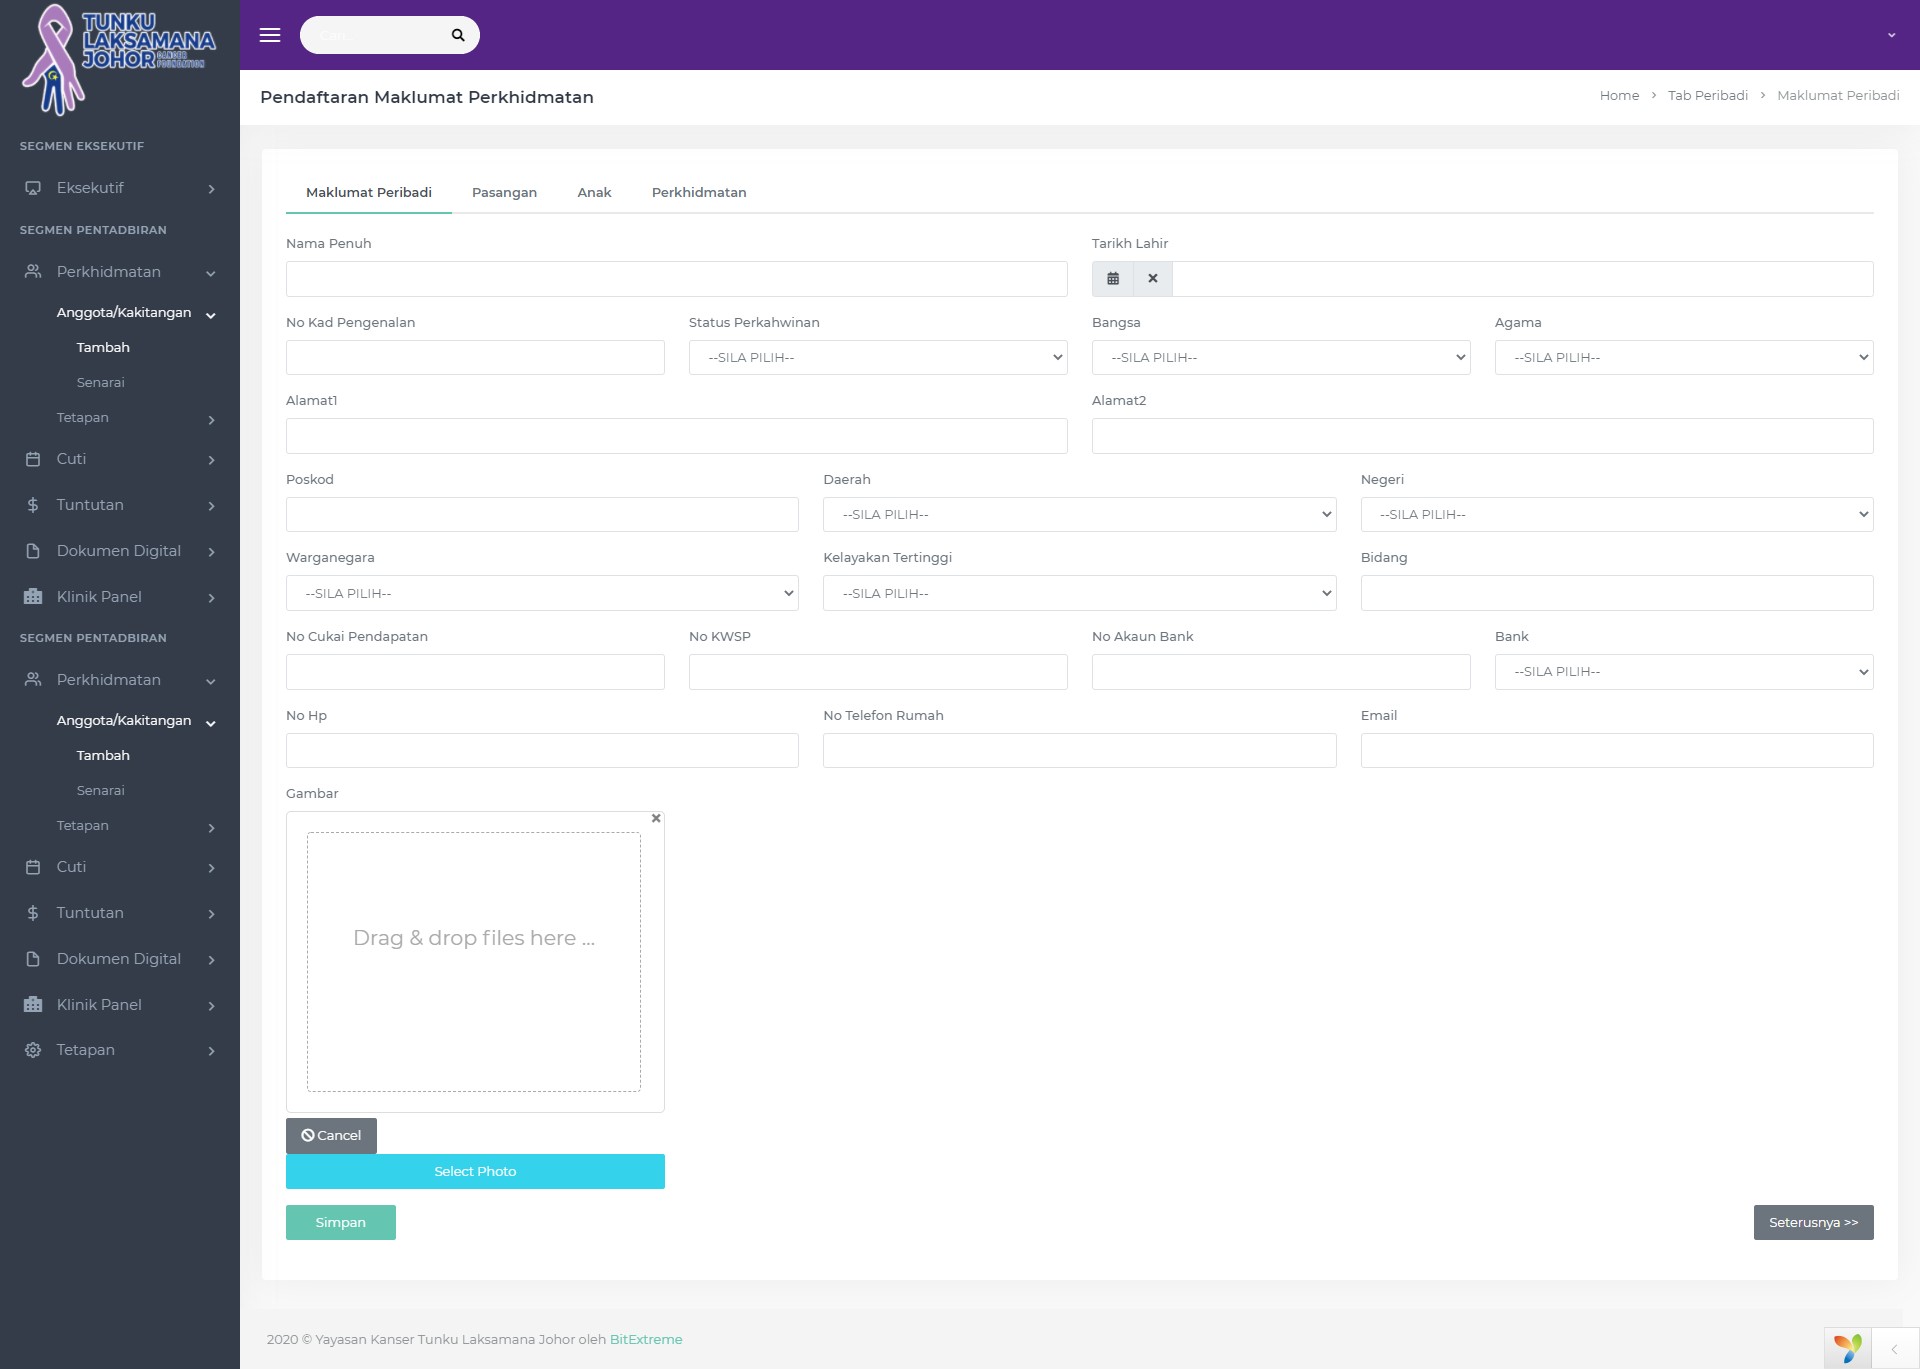 TUNKU
LAKSAMANA
JOHOR CANCER FOUNDATION
SEGMEN EKSEKUTIF
Eksekutif
SEGMEN PENTADBIRAN
Perkhidmatan
Anggota/Kakitangan
Tambah
Senarai
Tetapan
Cuti
Tuntutan
Dokumen Digital
Klinik Panel
SEGMEN PENTADBIRAN
Perkhidmatan
Anggota/Kakitangan
Tambah
Senarai
Tetapan
Cuti
Tuntutan
Dokumen Digital
Klinik Panel
Tetapan
Pendaftaran Maklumat Perkhidmatan
Home > Tab Peribadi > Maklumat Peribadi
Maklumat Peribadi Pasangan Anak Perkhidmatan
Nama Penuh Tarikh Lahir
No Kad Pengenalan Status Perkahwinan Bangsa Agama
--SILA PILIH-- --SILA PILIH-- --SILA PILIH--
Alamat1 Alamat2
Poskod Daerah Negeri
--SILA PILIH-- --SILA PILIH--
Warganegara Kelayakan Tertinggi Bidang
--SILA PILIH-- --SILA PILIH--
No Cukai Pendapatan No KWSP No Akaun Bank Bank
--SILA PILIH--
No Hp No Telefon Rumah Email
Gambar
Drag & drop files here ...
Cancel
Select Photo
Simpan Seterusnya >>
2020 © Yayasan Kanser Tunku Laksamana Johor oleh BitExtreme